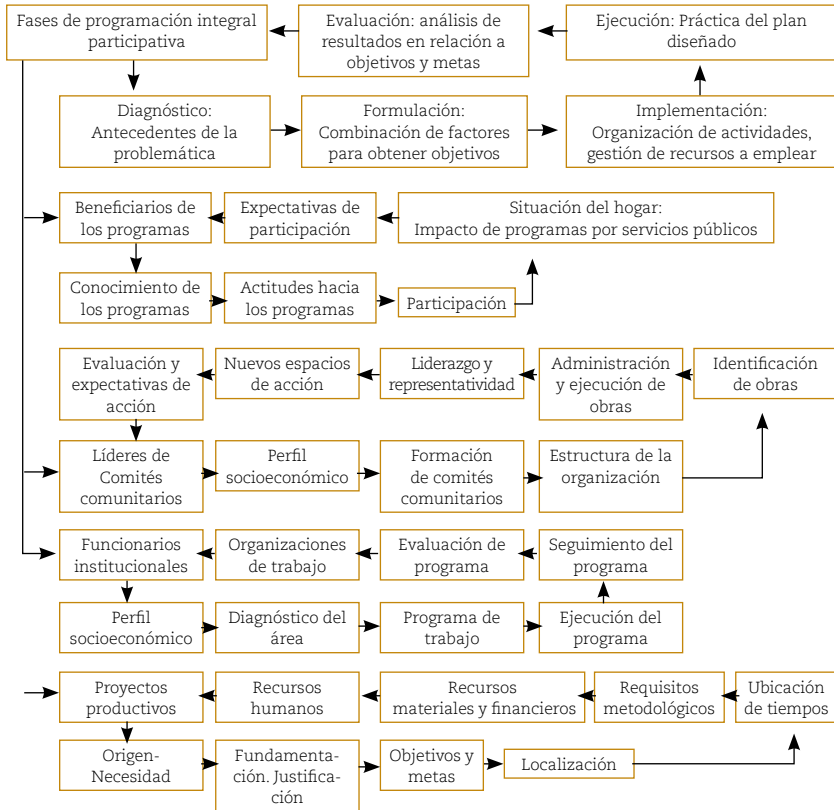 Fases de programación integral
participativa
Evaluación: análisis de
resultados en relación a
objetivos y metas
Ejecución: Práctica del plan
diseñado
Diagnóstico:
Antecedentes de la
problemática
Formulación:
Combinación de factores
para obtener objetivos
Implementación:
Organización de actividades,
gestión de recursos a emplear
Beneficiarios de
los programas
Expectativas de
participación
Situación del hogar:
Impacto de programas por servicios públicos
Conocimiento de
los programas
Actitudes hacia
los programas
Participación
Evaluación y
expectativas de
acción
Nuevos espacios
de acción
Liderazgo y
representatividad
Administración
y ejecución de
obras
Identificación
de obras
Líderes de
Comités
comunitarios
Perfil
socioeconómico
Formación
de comités
comunitarios
Estructura de la
organización
Funcionarios
institucionales
Organizaciones
de trabajo
Evaluación de
programa
Seguimiento del
programa
Perfil
socioeconómico
Diagnóstico del
área
Programa de
trabajo
Ejecución del
programa
Proyectos
productivos
Recursos
humanos
Recursos
materiales y financieros
Requisitos
metodológicos
Ubicación
de tiempos
Origen-
Necesidad
Fundamenta-
ción. Justifica-
ción
Objetivos y
metas
Localización